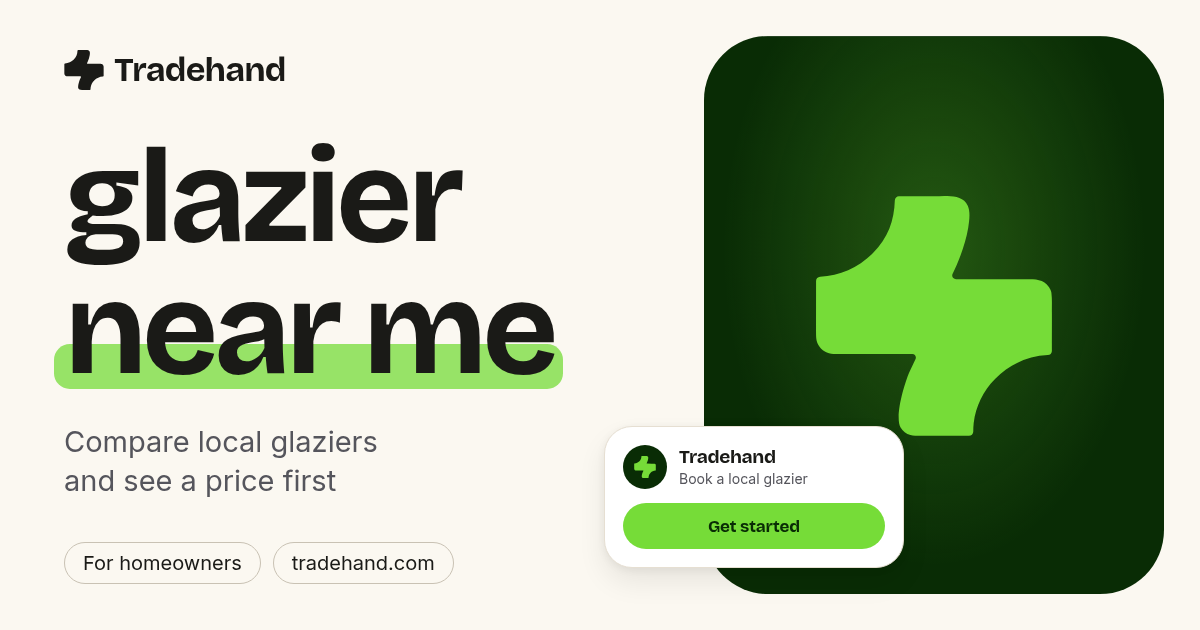 Tradehand
glazier
near me
Compare local glaziers
and see a price first
For homeowners
tradehand.com
Tradehand
Book a local glazier
Get started